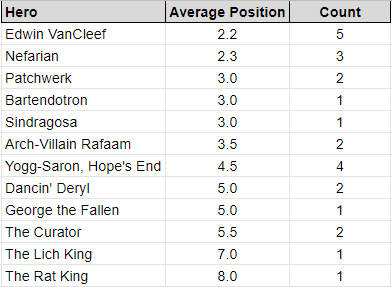 Hero Average Position Count
Edwin VanCleef 2.2 5
Nefarian 2.3 3
Patchwerk 3.0 2
Bartendotron 3.0 1
Sindragosa 3.0 1
Arch-Villain Rafaam 3.5 2
Yogg-Saron, Hope's End 4.5 4
Dancin' Deryl 5.0 2
George the Fallen 5.0 1
The Curator 5.5 2
The Lich King 7.0 1
The Rat King 8.0 1